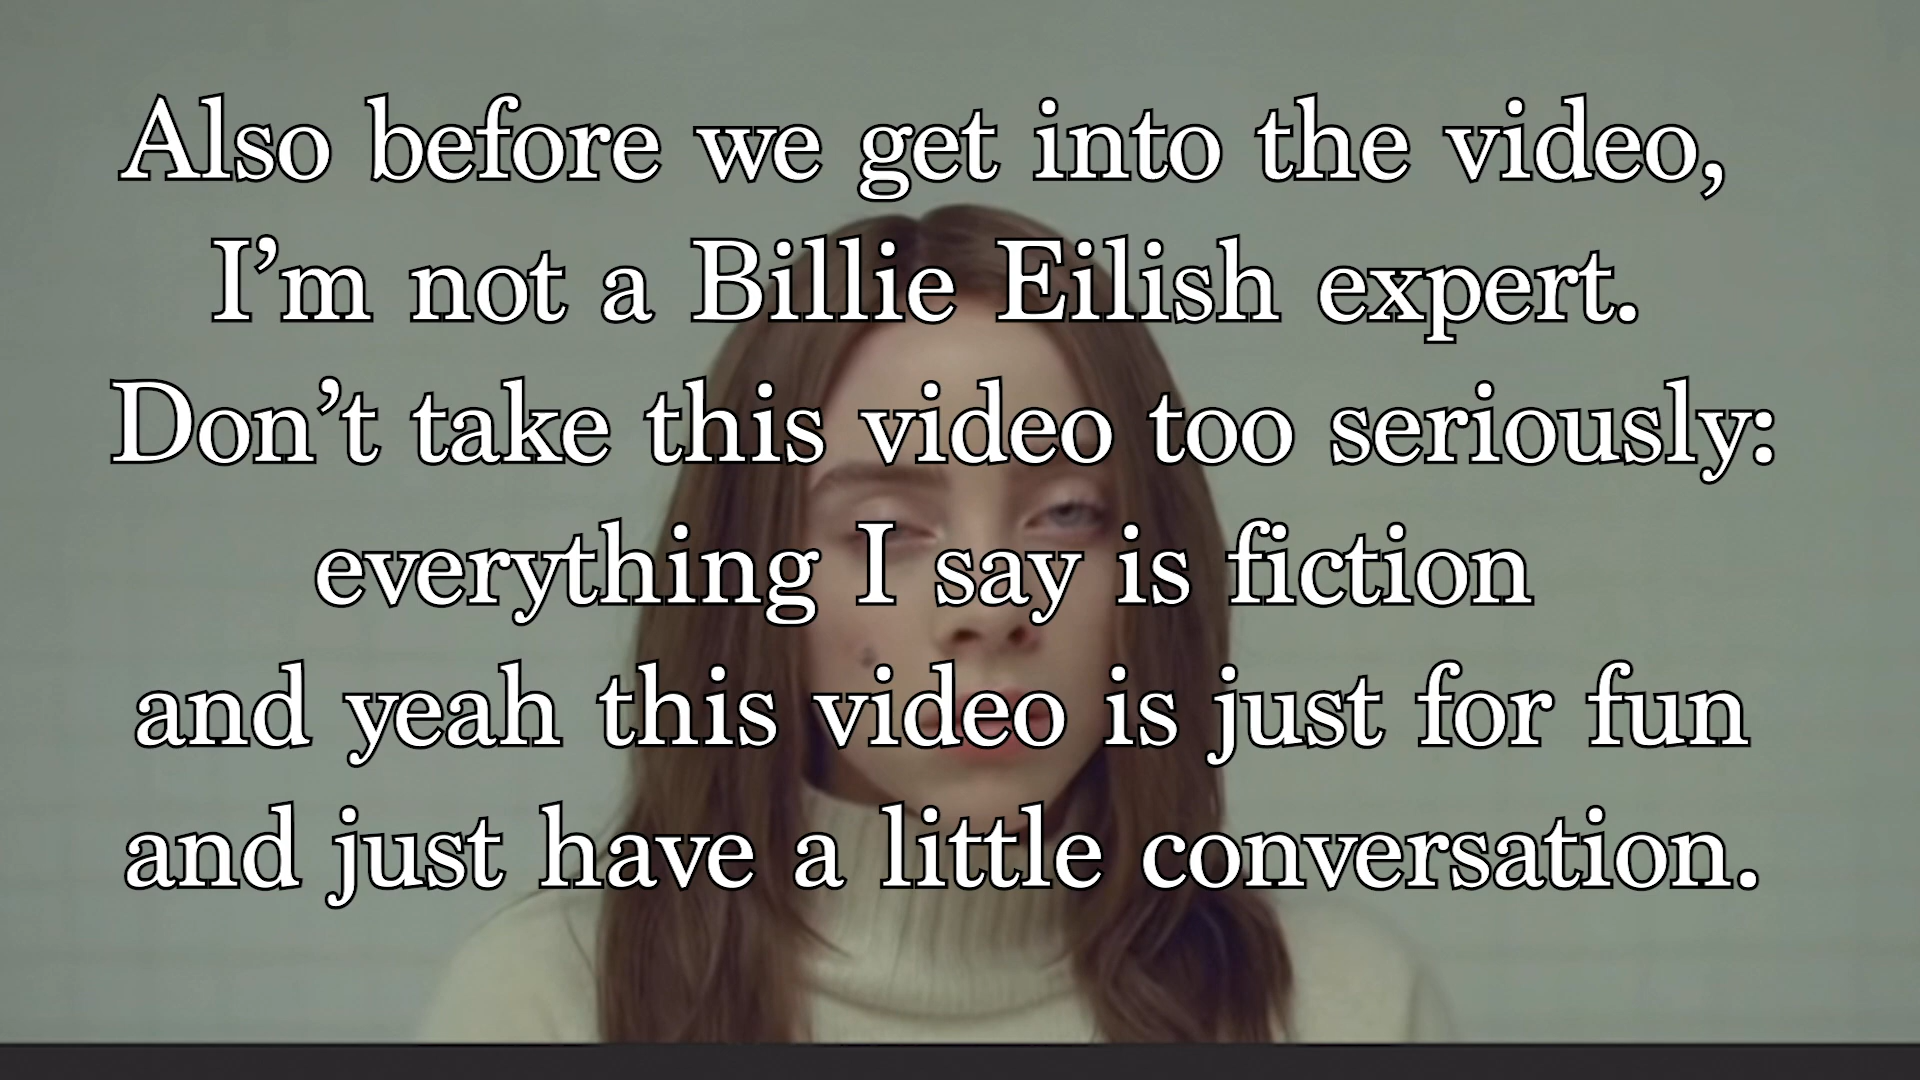 Also before we get into the video,
I’m not a Billie Eilish expert.
Don’t take this video too seriously:
everything I say is fiction
and yeah this video is just for fun
and just have a little conversation.